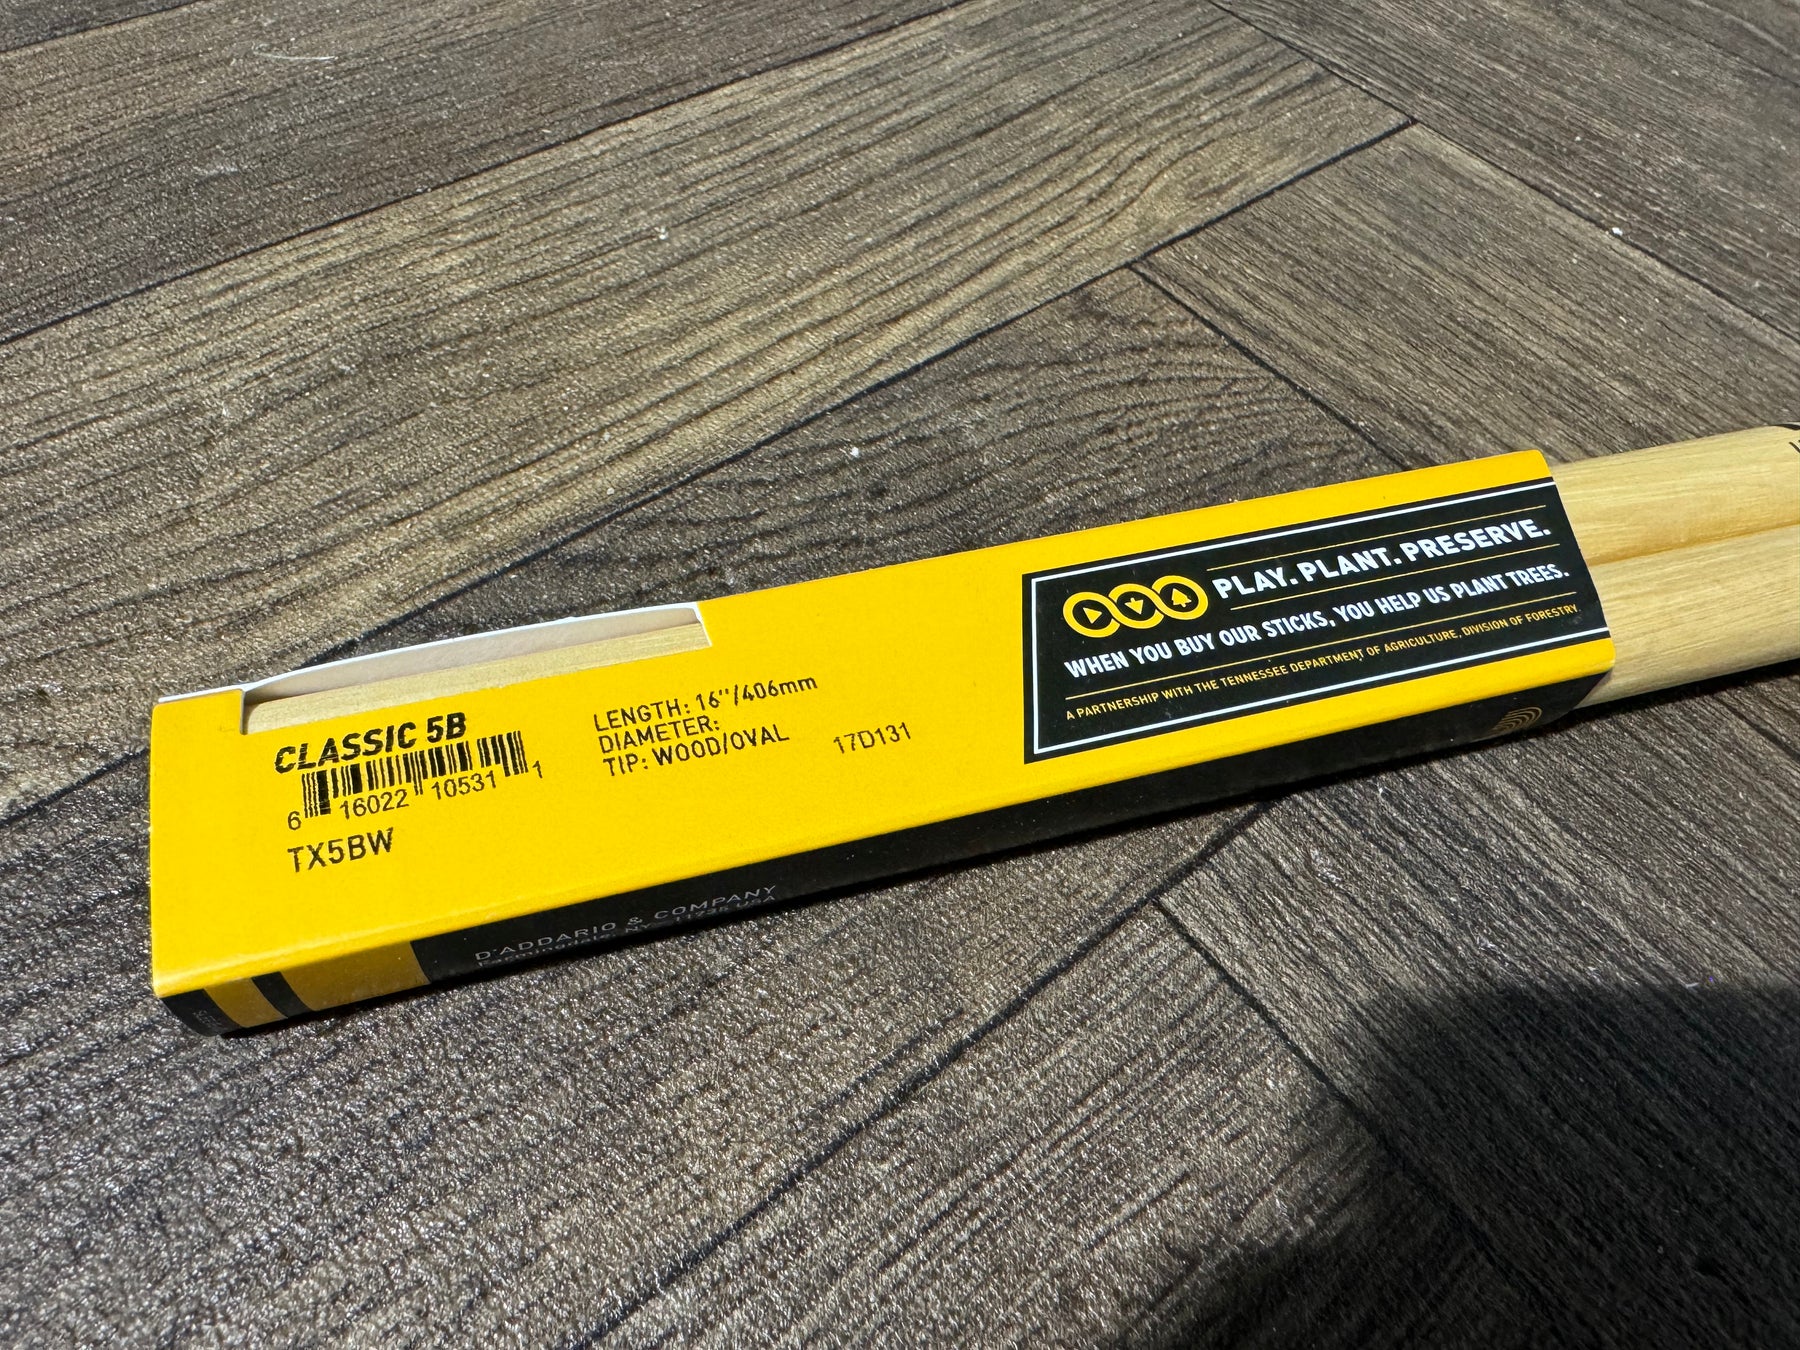 CLASSIC 5B
6 16022 10531 1
TX5BW
LENGTH: 16"/406mm
DIAMETER:
TIP: WOOD/OVAL
17D131
PLAY. PLANT. PRESERVE.
WHEN YOU BUY OUR STICKS, YOU HELP US PLANT TREES.
A PARTNERSHIP WITH THE TENNESSEE DEPARTMENT OF AGRICULTURE, DIVISION OF FORESTRY.
D'ADDARIO & COMPANY